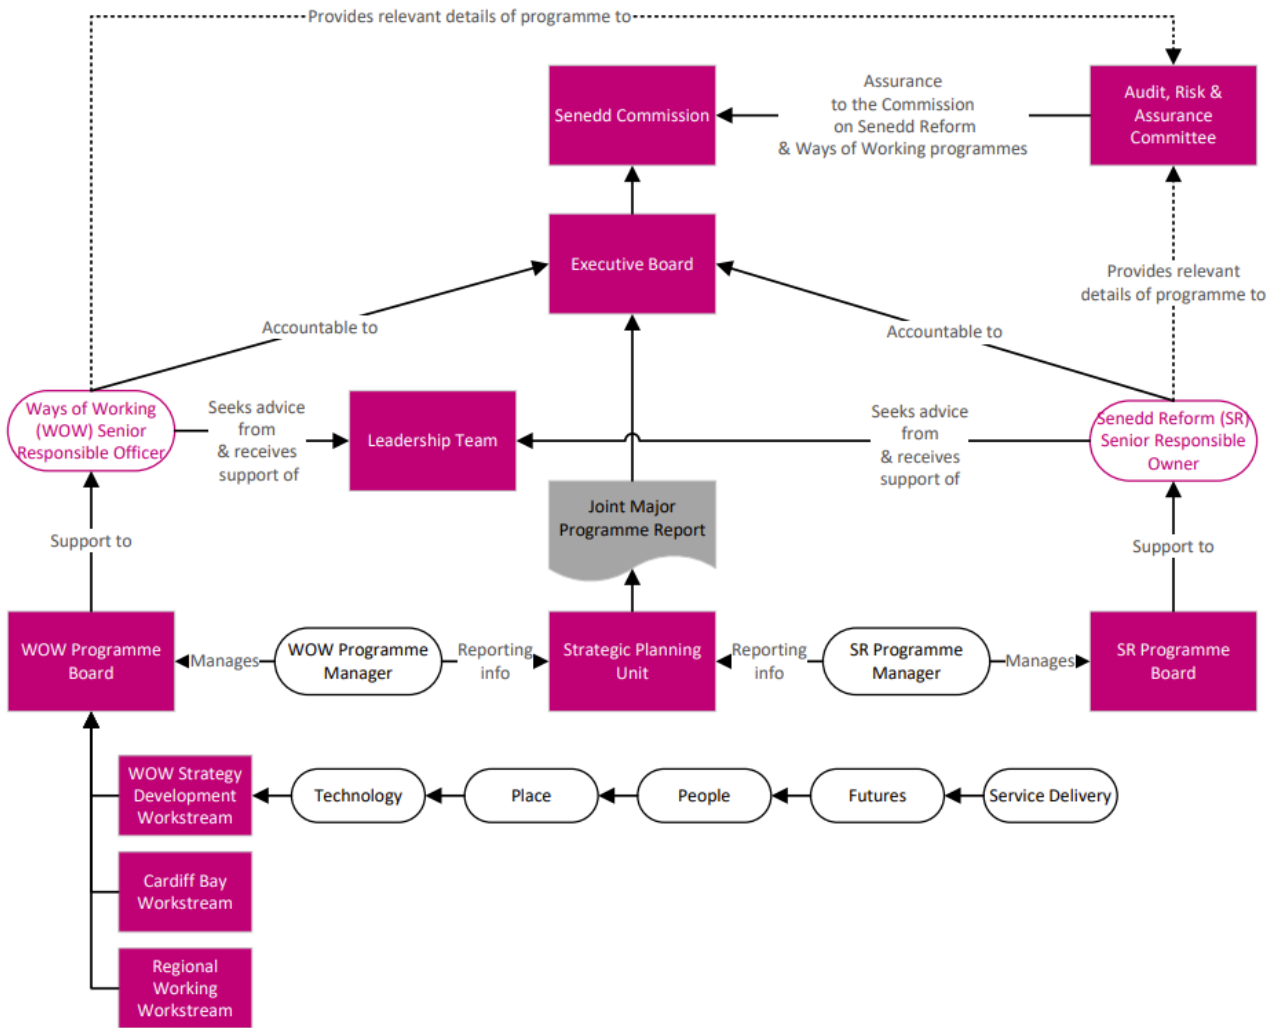 Provides relevant details of programme to
Senedd Commission
Assurance
to the Commission
on Senedd Reform
& Ways of Working programmes
Audit, Risk &
Assurance
Committee
Executive Board
Provides relevant
details of programme to
Accountable to
Accountable to
Ways of Working
(WOW) Senior
Responsible Officer
Seeks advice
from
& receives
support of
Leadership Team
Seeks advice
from
& receives
support of
Senedd Reform (SR)
Senior Responsible
Owner
Joint Major
Programme Report
Support to
Support to
WOW Programme
Board
Manages
WOW Programme
Manager
Reporting
info
Strategic Planning
Unit
Reporting
info
SR Programme
Manager
Manages
SR Programme
Board
WOW Strategy
Development
Workstream
Technology
Place
People
Futures
Service Delivery
Cardiff Bay
Workstream
Regional
Working
Workstream